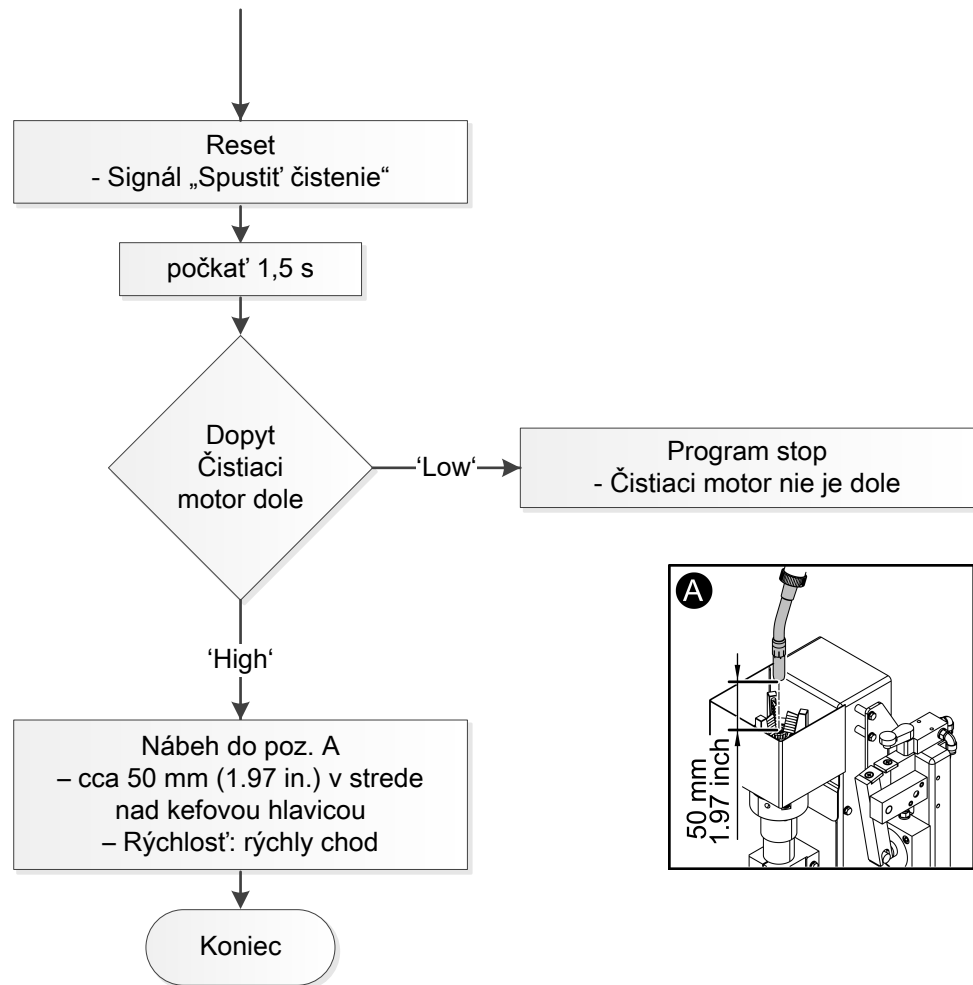 Reset
- Signál „Spustiť čistenie“
počkať 1,5 s
Dopyt
Čistiaci
motor dole
‘Low‘
Program stop
- Čistiaci motor nie je dole
‘High‘
Nábeh do poz. A
– cca 50 mm (1.97 in.) v strede
nad kefovou hlavicou
– Rýchlosť: rýchly chod
Koniec
A
50 mm
1.97 inch